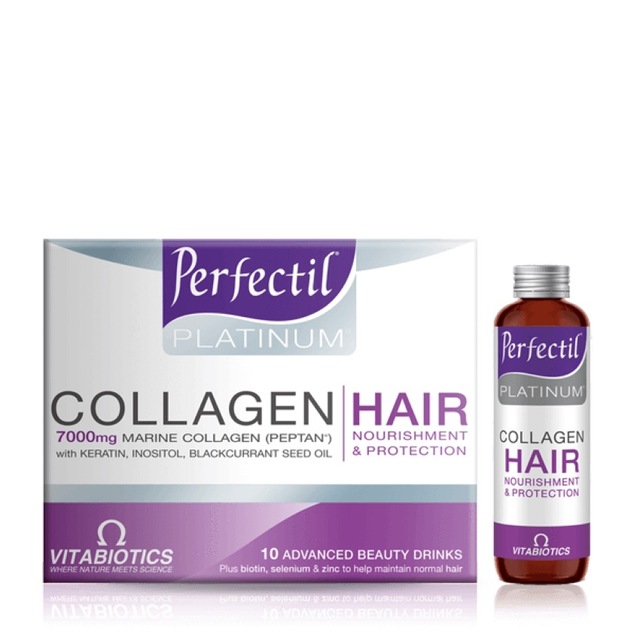 Perfectil®
PLATINUM
COLLAGEN
7000mg MARINE COLLAGEN (PEPTAN®)
with KERATIN, INOSITOL, BLACKCURRANT SEED OIL
HAIR
NOURISHMENT
& PROTECTION
VITABIOTICS
WHERE NATURE MEETS SCIENCE
10 ADVANCED BEAUTY DRINKS
Plus biotin, selenium & zinc to help maintain normal hair
Perfectil®
PLATINUM®
COLLAGEN
HAIR
NOURISHMENT
& PROTECTION
VITABIOTICS